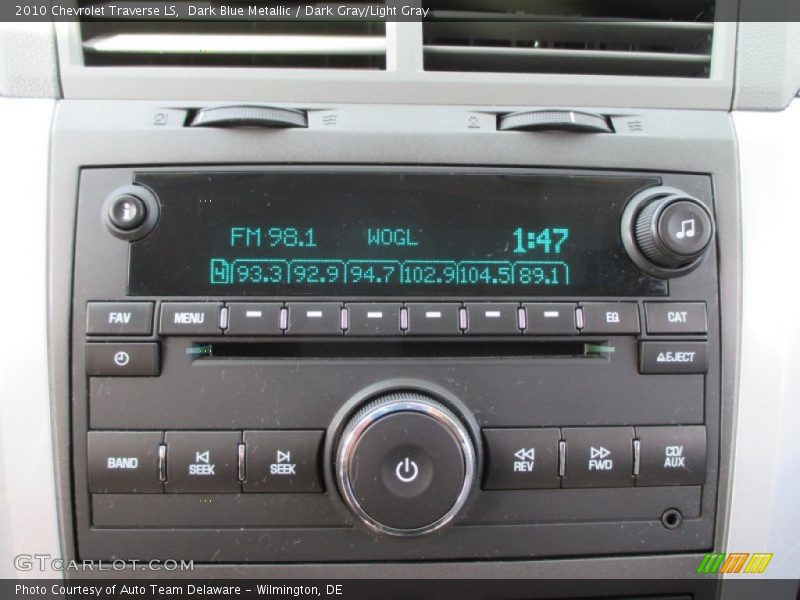 2010 Chevrolet Traverse LS, Dark Blue Metallic / Dark Gray/Light Gray
FM 98.1 WOGL 1:47
4 93.3 92.9 94.7 102.9 104.5 89.1
FAV MENU EQ CAT
EJECT
BAND SEEK SEEK REV FWD CD/AUX
GTCARLOT.COM
Photo Courtesy of Auto Team Delaware - Wilmington, DE